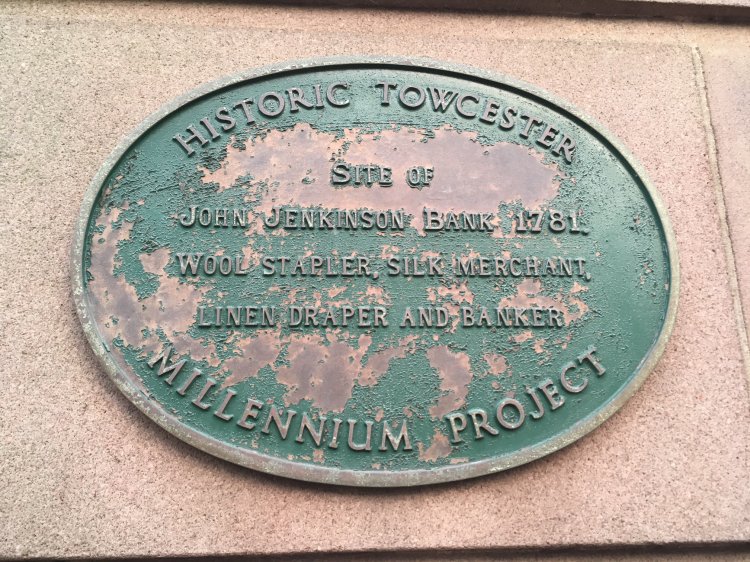 HISTORIC TOWCESTER
SITE OF
JOHN JENKINSON BANK 1781.
WOOL STAPLER, SILK MERCHANT,
LINEN DRAPER AND BANKER
MILLENNIUM PROJECT